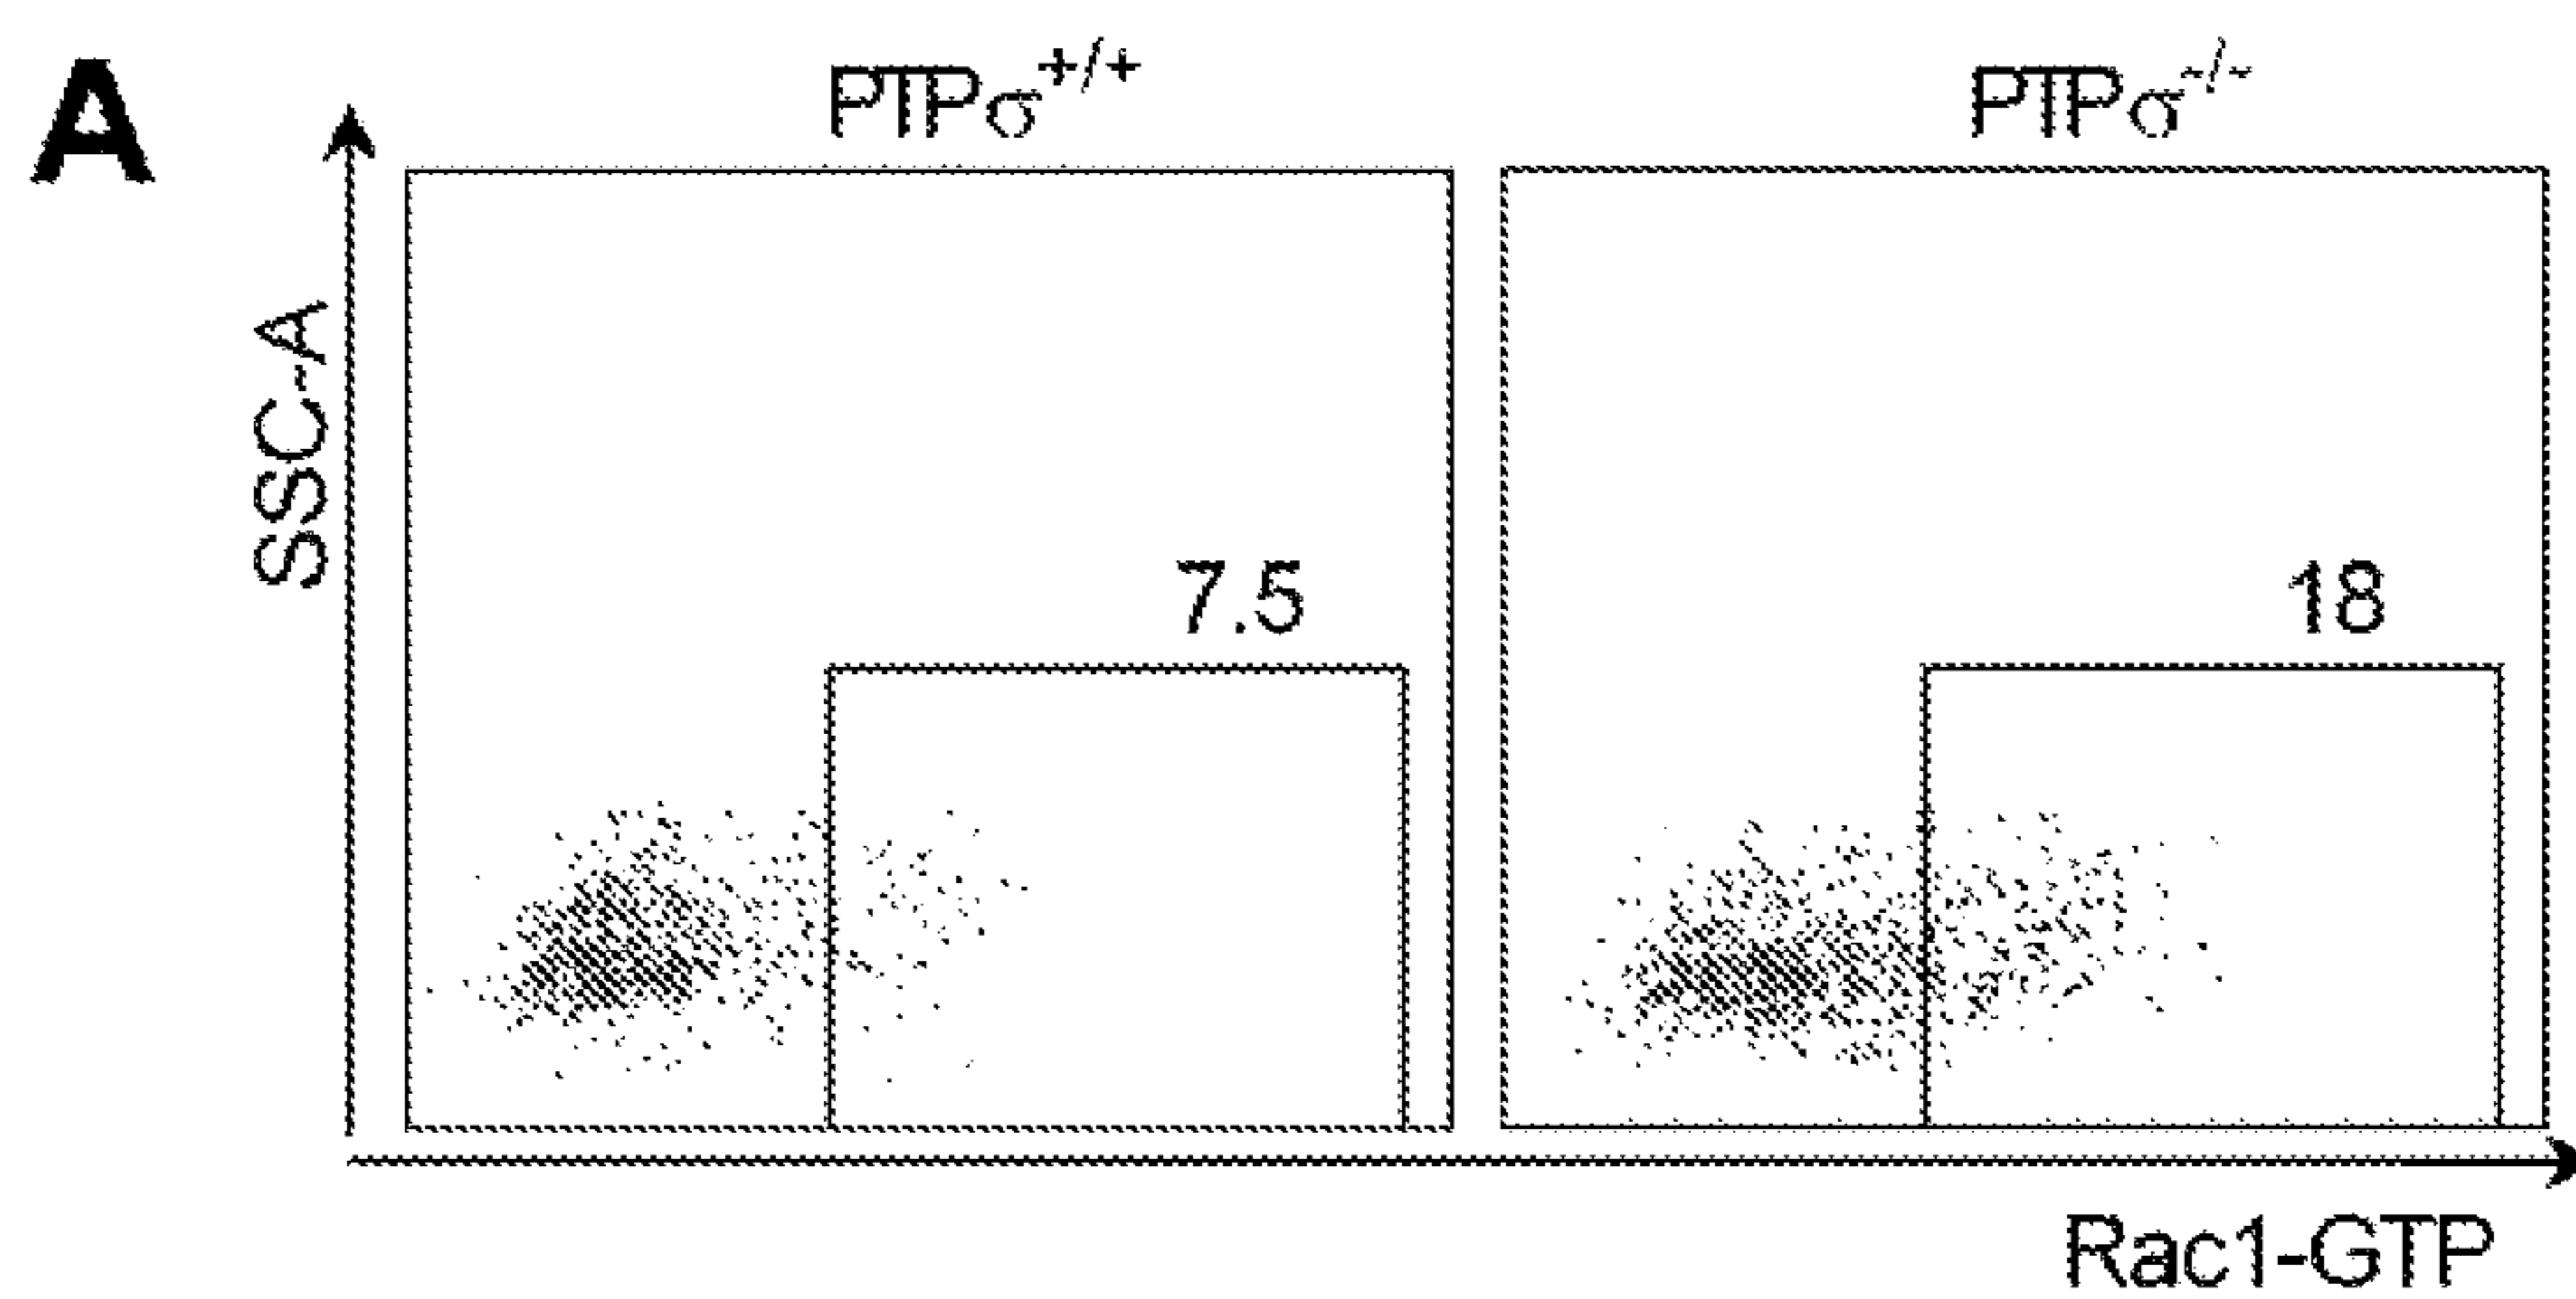 A
PTPσ+/+
PTPσ-/-
SSC-A
7.5
18
Rac1-GTP